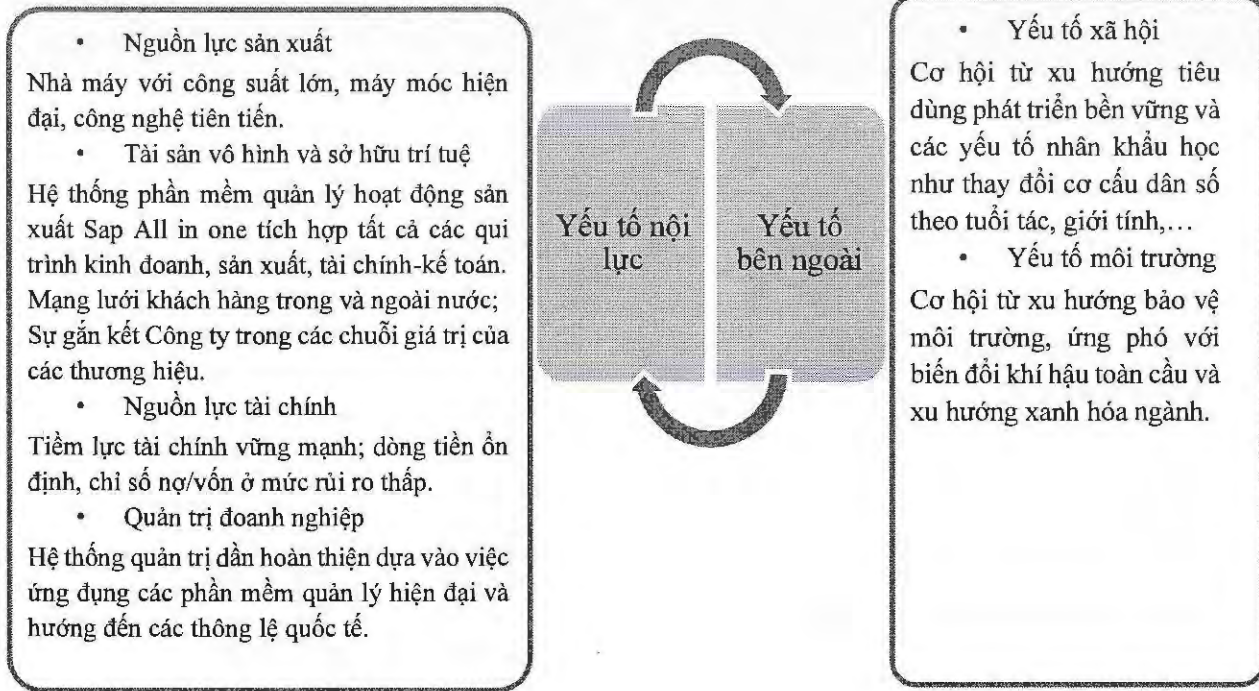 • Nguồn lực sản xuất
Nhà máy với công suất lớn, máy móc hiện
đại, công nghệ tiên tiến.
• Tài sản vô hình và sở hữu trí tuệ
Hệ thống phần mềm quản lý hoạt động sản
xuất Sap All in one tích hợp tất cả các qui
trình kinh doanh, sản xuất, tài chính-kế toán.
Mạng lưới khách hàng trong và ngoài nước;
Sự gắn kết Công ty trong các chuỗi giá trị của
các thương hiệu.
• Nguồn lực tài chính
Tiềm lực tài chính vững mạnh; dòng tiền ổn
định, chỉ số nợ/vốn ở mức rủi ro thấp.
• Quản trị doanh nghiệp
Hệ thống quản trị dần hoàn thiện dựa vào việc
ứng dụng các phần mềm quản lý hiện đại và
hướng đến các thông lệ quốc tế.
Yếu tố nội
lực
Yếu tố
bên ngoài
• Yếu tố xã hội
Cơ hội từ xu hướng tiêu
dùng phát triển bền vững và
các yếu tố nhân khẩu học
như thay đổi cơ cấu dân số
theo tuổi tác, giới tính,…
• Yếu tố môi trường
Cơ hội từ xu hướng bảo vệ
môi trường, ứng phó với
biến đổi khí hậu toàn cầu và
xu hướng xanh hóa ngành.